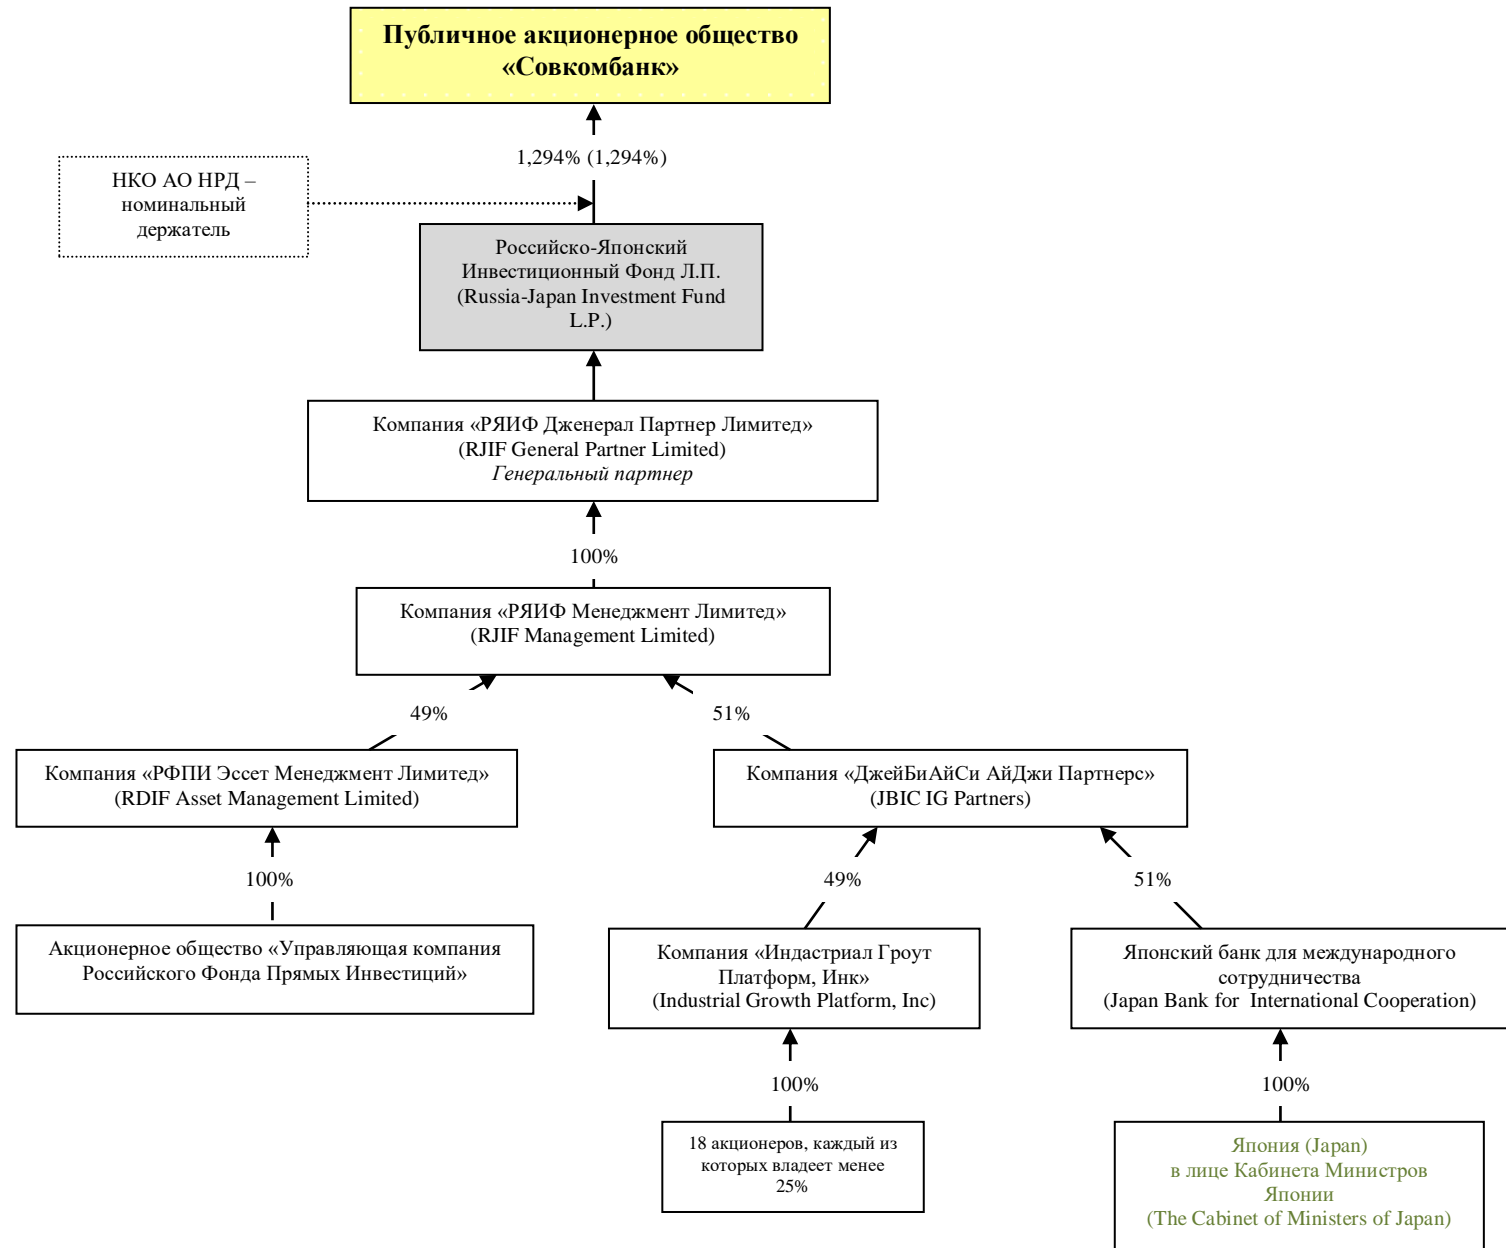 Публичное акционерное общество
«Совкомбанк»
1,294% (1,294%)
НКО АО НРД –
номинальный
держатель
Российско-Японский
Инвестиционный Фонд Л.П.
(Russia-Japan Investment Fund
L.P.)
Компания «РЯИФ Дженерал Партнер Лимитед»
(RJIF General Partner Limited)
Генеральный партнер
100%
Компания «РЯИФ Менеджмент Лимитед»
(RJIF Management Limited)
49%
51%
Компания «РФПИ Эссет Менеджмент Лимитед»
(RDIF Asset Management Limited)
Компания «ДжейБиАйСи АйДжи Партнерс»
(JBIC IG Partners)
100%
49%
51%
Акционерное общество «Управляющая компания
Российского Фонда Прямых Инвестиций»
Компания «Индастриал Гроут
Платформ, Инк»
(Industrial Growth Platform, Inc)
Японский банк для международного
сотрудничества
(Japan Bank for International Cooperation)
100%
100%
18 акционеров, каждый из
которых владеет менее
25%
Япония (Japan)
в лице Кабинета Министров
Японии
(The Cabinet of Ministers of Japan)